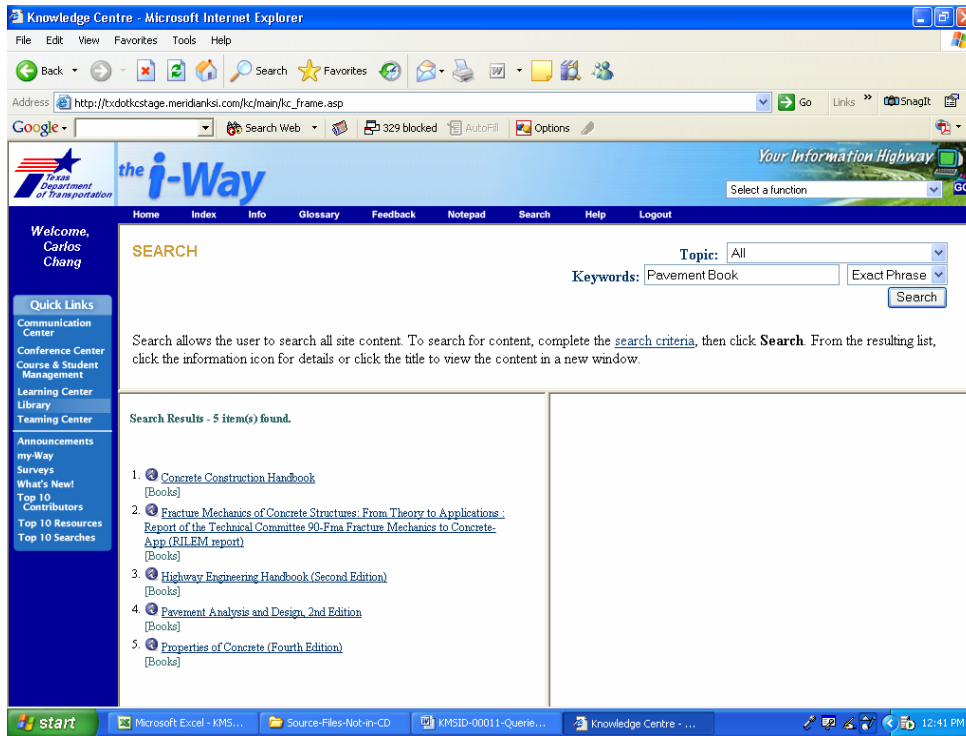 Knowledge Centre - Microsoft Internet Explorer
File Edit View Favorites Tools Help
Back Search Favorites
Address http://txdotkcstage.meridianksi.com/kc/main/kc_frame.asp Go Links » SnagIt
Google Search Web 329 blocked AutoFill Options
Texas
Department
of Transportation
the i-Way
Your Information Highway
Select a function GO
Home Index Info Glossary Feedback Notepad Search Help Logout
Welcome,
Carlos
Chang
Quick Links
Communication
Center
Conference Center
Course & Student
Management
Learning Center
Library
Teaming Center
Announcements
my-Way
Surveys
What's New!
Top 10
Contributors
Top 10 Resources
Top 10 Searches
SEARCH
Topic: All
Keywords: Pavement Book Exact Phrase
Search
Search allows the user to search all site content. To search for content, complete the search criteria, then click Search. From the resulting list,
click the information icon for details or click the title to view the content in a new window.
Search Results - 5 item(s) found.
1. Concrete Construction Handbook
[Books]
2. Fracture Mechanics of Concrete Structures: From Theory to Applications :
Report of the Technical Committee 90-Fma Fracture Mechanics to Concrete-
App (RILEM report)
[Books]
3. Highway Engineering Handbook (Second Edition)
[Books]
4. Pavement Analysis and Design, 2nd Edition
[Books]
5. Properties of Concrete (Fourth Edition)
[Books]
start Microsoft Excel - KMS... Source-Files-Not-in-CD KMSID-00011-Querie... Knowledge Centre - ... 12:41 PM